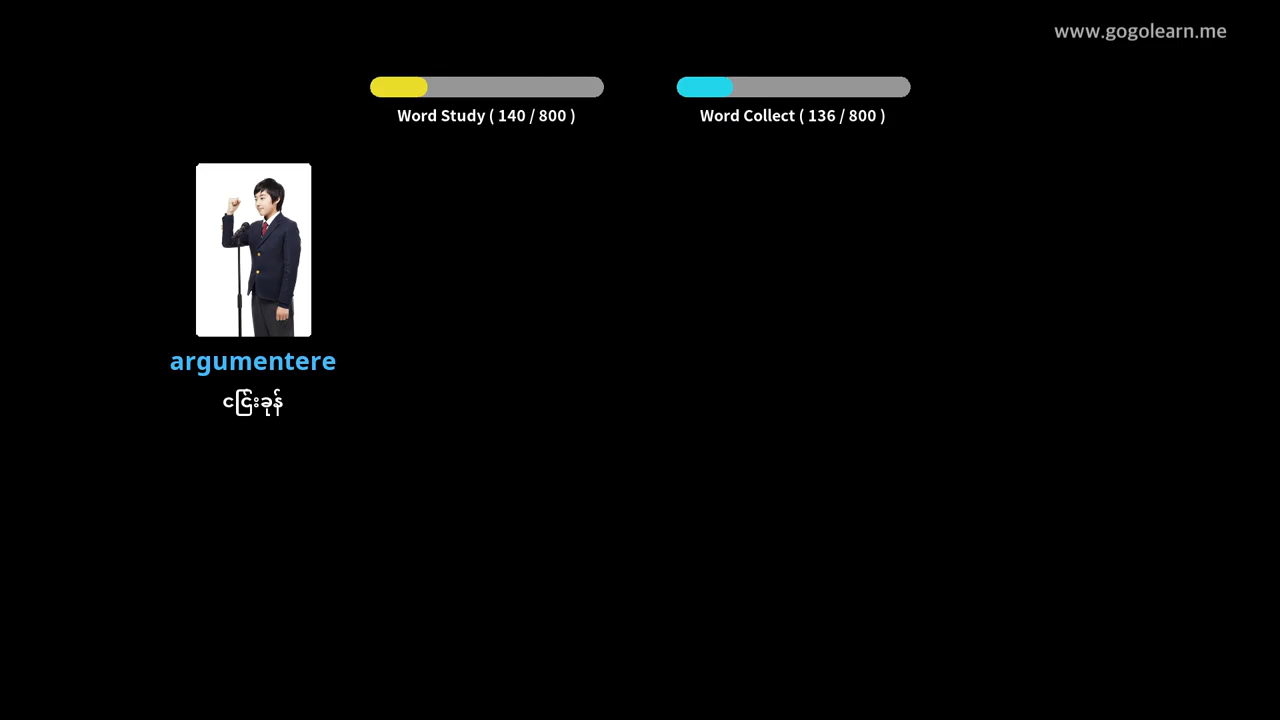 www.gogolearn.me
Word Study ( 140 / 800 )
Word Collect ( 136 / 800 )
argumentere
ငြင်းခုန်